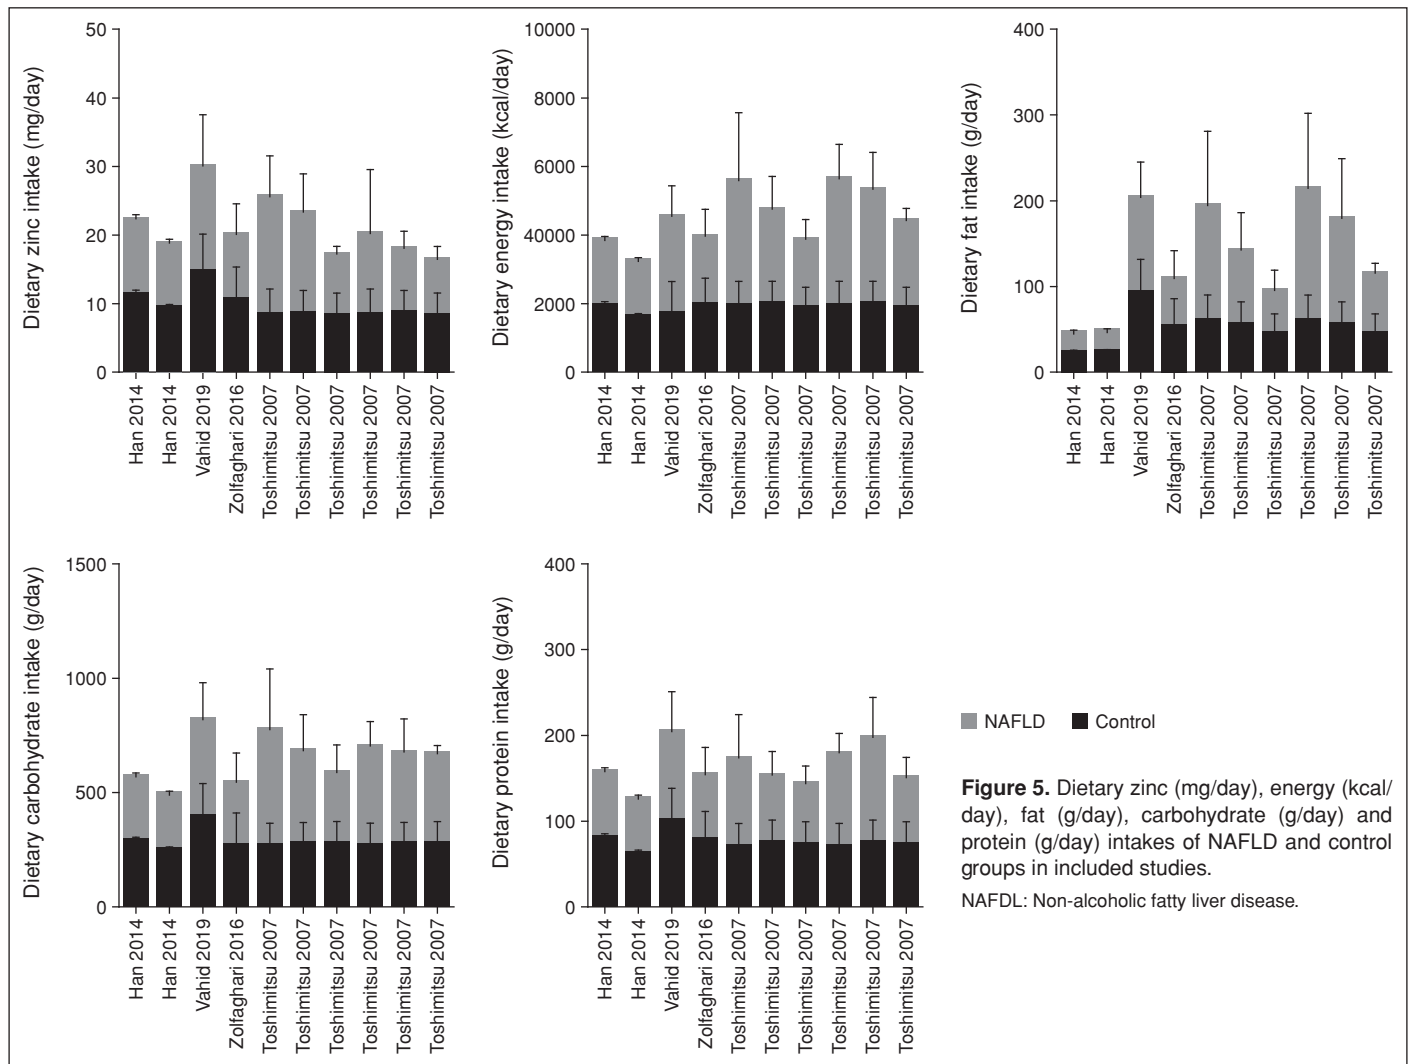 Dietary zinc intake (mg/day)
50
40
30
20
10
0
Han 2014
Han 2014
Vahid 2019
Zolfaghari 2016
Toshimitsu 2007
Toshimitsu 2007
Toshimitsu 2007
Toshimitsu 2007
Toshimitsu 2007
Toshimitsu 2007
Dietary energy intake (kcal/day)
10000
8000
6000
40000
2000
0
Han 2014
Han 2014
Vahid 2019
Zolfaghari 2016
Toshimitsu 2007
Toshimitsu 2007
Toshimitsu 2007
Toshimitsu 2007
Toshimitsu 2007
Toshimitsu 2007
Dietary fat intake (g/day)
400
300
200
100
0
Han 2014
Han 2014
Vahid 2019
Zolfaghari 2016
Toshimitsu 2007
Toshimitsu 2007
Toshimitsu 2007
Toshimitsu 2007
Toshimitsu 2007
Toshimitsu 2007
Dietary carbohydrate intake (g/day)
1500
1000
500
0
Han 2014
Han 2014
Vahid 2019
Zolfaghari 2016
Toshimitsu 2007
Toshimitsu 2007
Toshimitsu 2007
Toshimitsu 2007
Toshimitsu 2007
Toshimitsu 2007
Dietary protein intake (g/day)
400
300
200
100
0
Han 2014
Han 2014
Vahid 2019
Zolfaghari 2016
Toshimitsu 2007
Toshimitsu 2007
Toshimitsu 2007
Toshimitsu 2007
Toshimitsu 2007
Toshimitsu 2007
NAFLD Control
Figure 5. Dietary zinc (mg/day), energy (kcal/
day), fat (g/day), carbohydrate (g/day) and
protein (g/day) intakes of NAFLD and control
groups in included studies.
NAFDL: Non-alcoholic fatty liver disease.